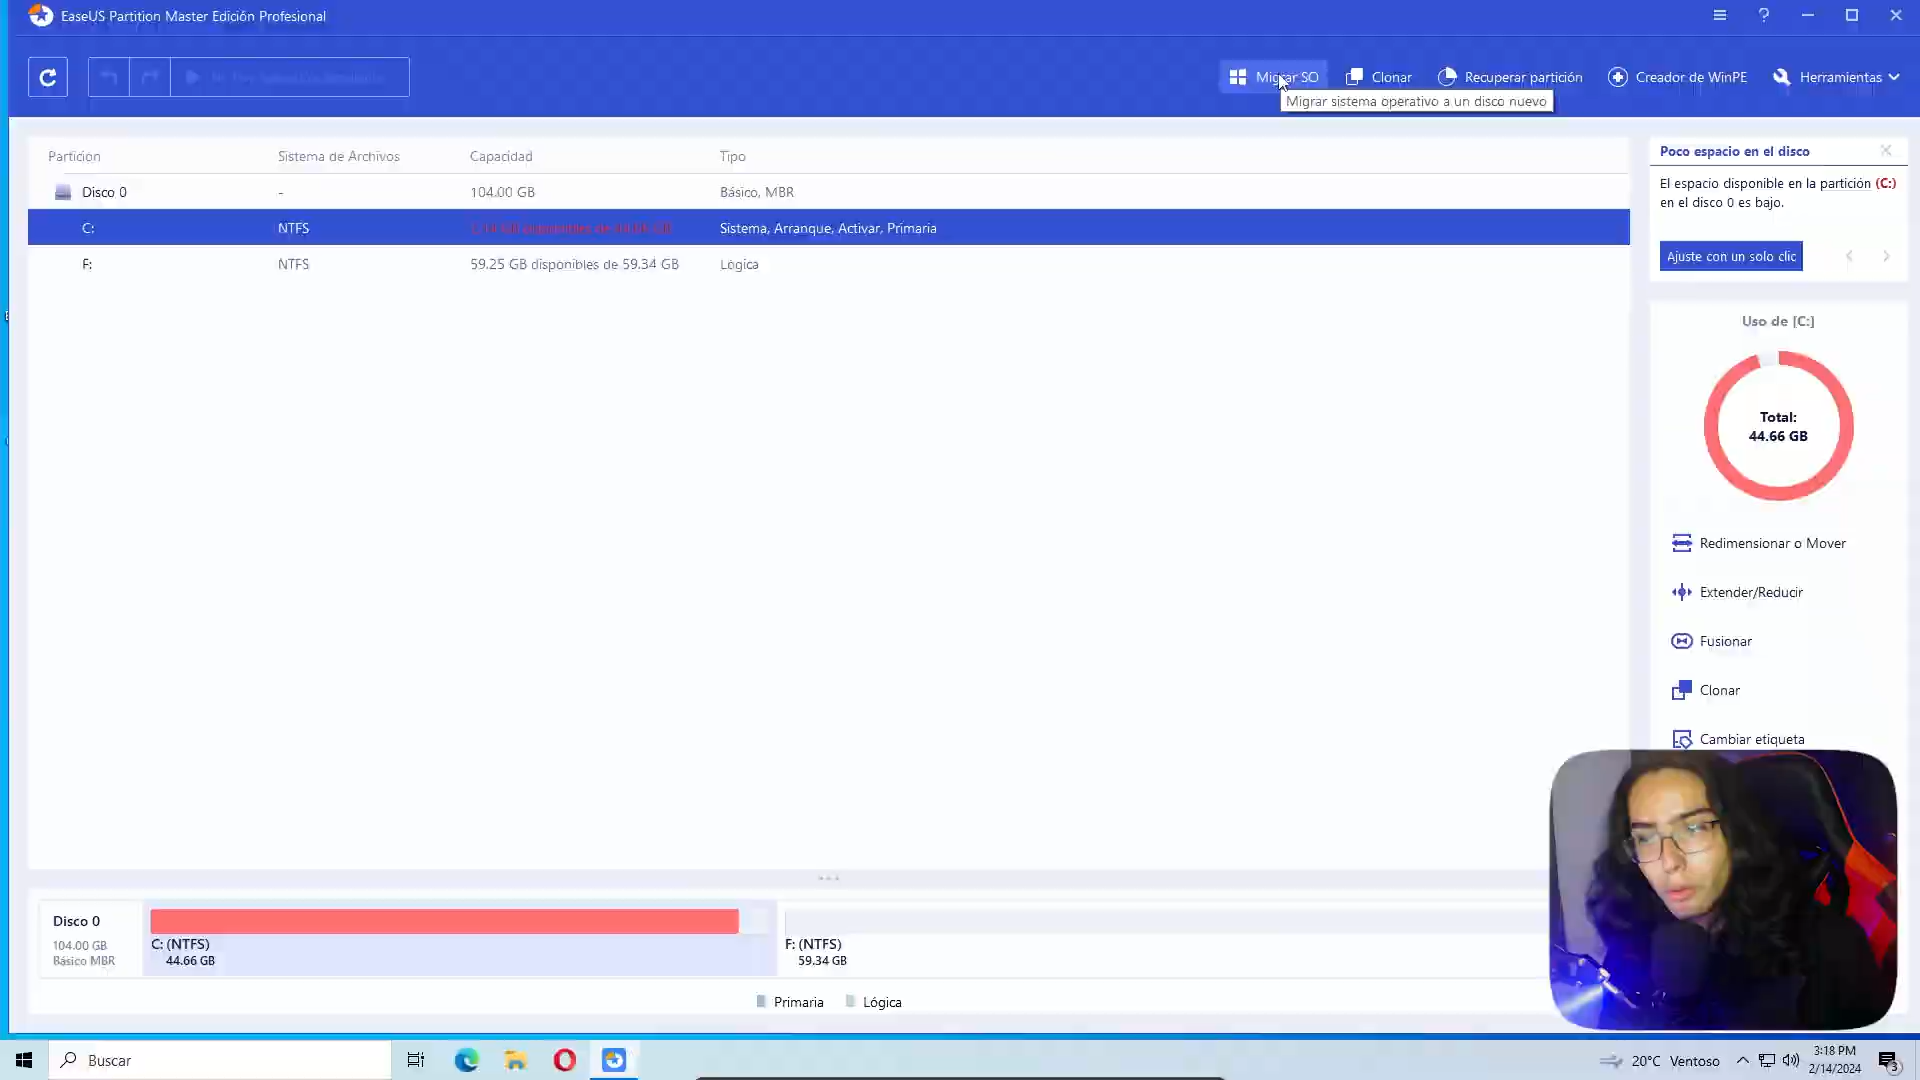 EaseUS Partition Master Edición Profesional
Migrar SO
Clonar
Recuperar partición
Creador de WinPE
Herramientas
Migrar sistema operativo a un disco nuevo
Particion Sistema de Archivos Capacidad Tipo
Disco 0 - 104.00 GB Básico, MBR
C: NTFS Sistema, Arranque, Activar, Primaria
F: NTFS 59.25 GB disponibles de 59.34 GB Lógica
Poco espacio en el disco
El espacio disponible en la partición (C:)
en el disco 0 es bajo.
Ajuste con un solo clic
Uso de [C:]
Total:
44.66 GB
Redimensionar o Mover
Extender/Reducir
Fusionar
Clonar
Cambiar etiqueta
Disco 0
104.00 GB
Básico MBR
C: (NTFS)
44.66 GB
F: (NTFS)
59.34 GB
Primaria
Lógica
Buscar
20°C Ventoso
3:18 PM
2/14/2024
3